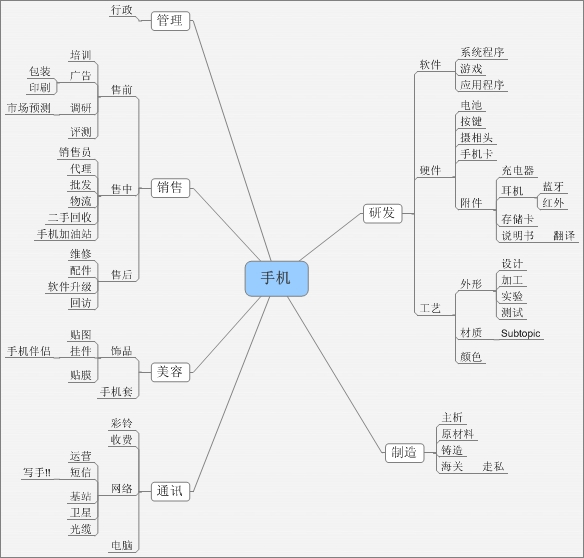 手机
管理
行政
销售
售前
培训
广告
包装
印刷
调研
市场预测
评测
售中
销售员
代理
批发
物流
二手回收
手机加油站
售后
维修
配件
软件升级
回访
美容
饰品
贴图
挂件
手机伴侣
贴膜
手机套
通讯
彩铃
收费
网络
运营
短信
写手!!
基站
卫星
光缆
电脑
研发
软件
系统程序
游戏
应用程序
硬件
电池
按键
摄相头
手机卡
附件
充电器
耳机
蓝牙
红外
存储卡
说明书
翻译
工艺
外形
设计
加工
实验
测试
材质
Subtopic
颜色
制造
主析
原材料
铸造
海关
走私